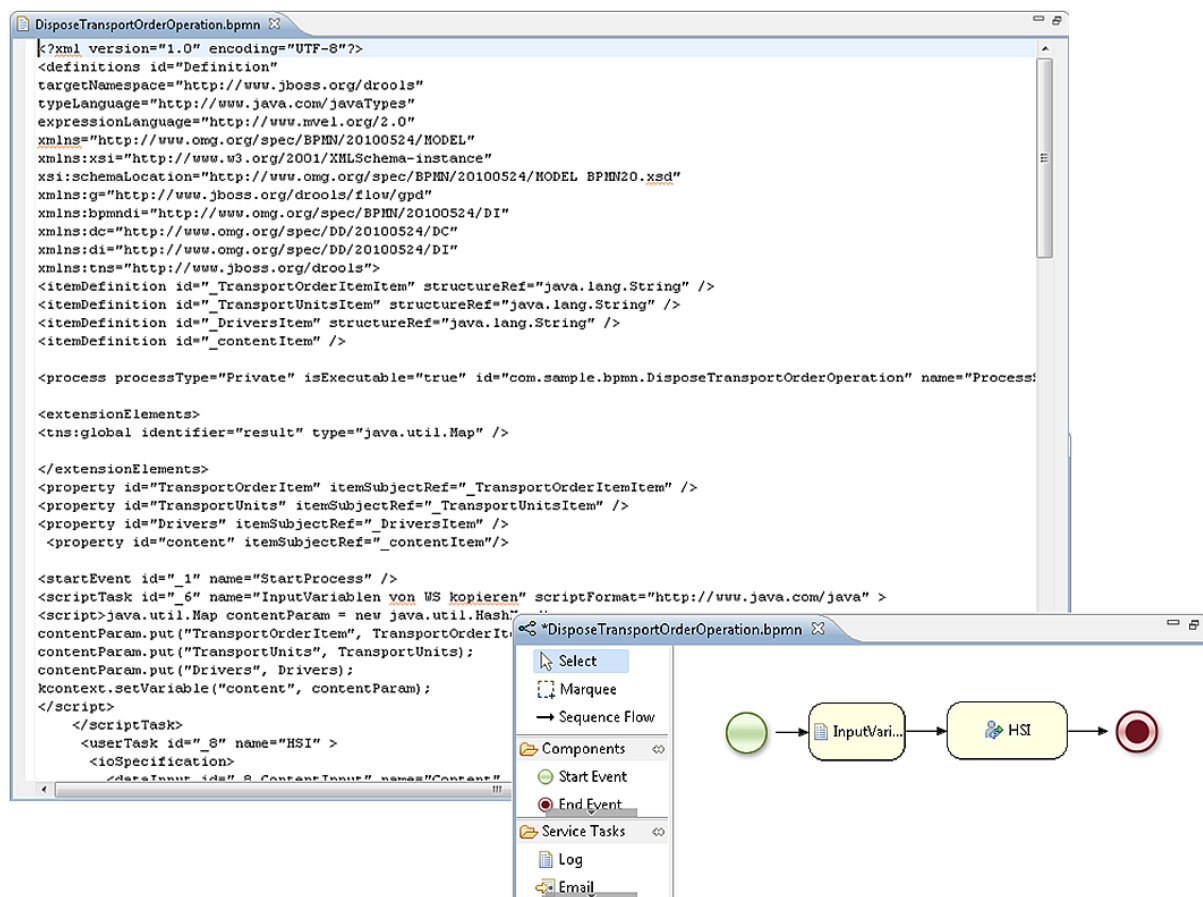 DisposeTransportOrderOperation.bpmn
<?xml version="1.0" encoding="UTF-8"?>
<definitions id="Definition"
targetNamespace="http://www.jboss.org/drools"
typeLanguage="http://www.java.com/javaTypes"
expressionLanguage="http://www.mvel.org/2.0"
xmlns="http://www.omg.org/spec/BPMN/20100524/MODEL"
xmlns:xsi="http://www.w3.org/2001/XMLSchema-instance"
xsi:schemaLocation="http://www.omg.org/spec/BPMN/20100524/MODEL BPMN20.xsd"
xmlns:g="http://www.jboss.org/drools/flow/gpd"
xmlns:bpmndi="http://www.omg.org/spec/BPMN/20100524/DI"
xmlns:dc="http://www.omg.org/spec/DD/20100524/DC"
xmlns:di="http://www.omg.org/spec/DD/20100524/DI"
xmlns:tns="http://www.jboss.org/drools">
<itemDefinition id="_TransportOrderItemItem" structureRef="java.lang.String" />
<itemDefinition id="_TransportUnitsItem" structureRef="java.lang.String" />
<itemDefinition id="_DriversItem" structureRef="java.lang.String" />
<itemDefinition id="_contentItem" />
<process processType="Private" isExecutable="true" id="com.sample.bpmn.DisposeTransportOrderOperation" name="Process
<extensionElements>
<tns:global identifier="result" type="java.util.Map" />
</extensionElements>
<property id="TransportOrderItem" itemSubjectRef="_TransportOrderItemItem" />
<property id="TransportUnits" itemSubjectRef="_TransportUnitsItem" />
<property id="Drivers" itemSubjectRef="_DriversItem" />
<property id="content" itemSubjectRef="_contentItem"/>
<startEvent id="_1" name="StartProcess" />
<scriptTask id="_6" name="InputVariablen von WS kopieren" scriptFormat="http://www.java.com/java" >
<script>java.util.Map contentParam = new
contentParam.put("TransportOrderItem",
contentParam.put("TransportUnits", TransportUnits);
contentParam.put("Drivers", Drivers);
kcontext.setVariable("content", contentParam);
</script>
</scriptTask>
<userTask id="_8" name="HSI" >
<ioSpecification>
<dataInput id="_8_ContentInput" name="Content"
*DisposeTransportOrderOperation.bpmn
Select
Marquee
Sequence Flow
Components
Start Event
End Event
Service Tasks
Log
Email
InputVari...
HSI